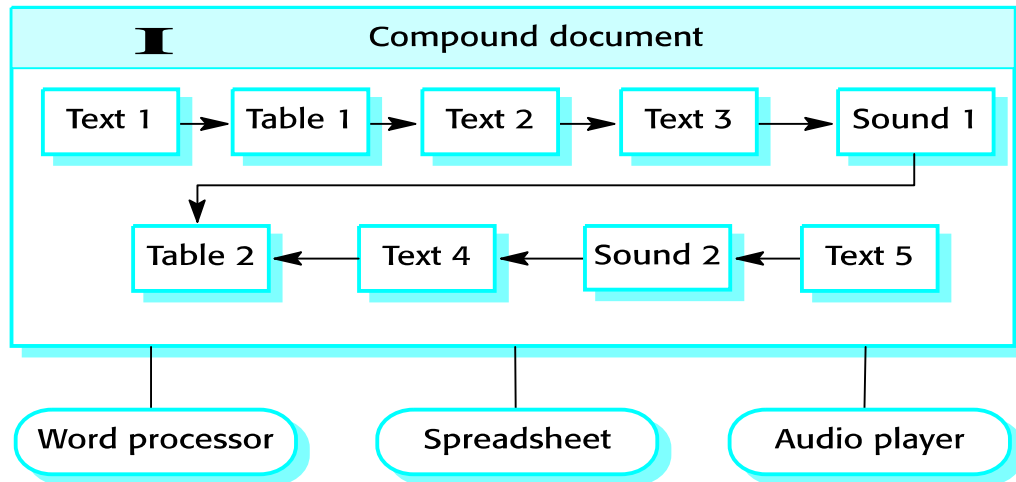 Compound document
Text 1
Table 1
Text 2
Text 3
Sound 1
Table 2
Text 4
Sound 2
Text 5
Word processor
Spreadsheet
Audio player